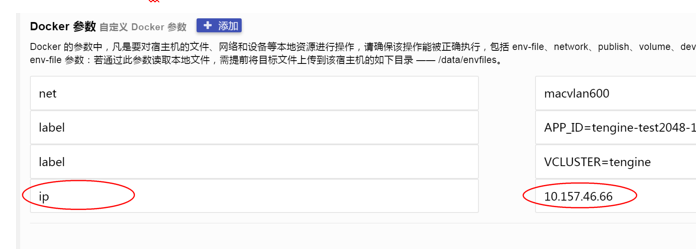 Docker 参数 自定义 Docker 参数 + 添加
Docker 的参数中，凡是要对宿主机的文件、网络和设备等本地资源进行操作，请确保该操作能被正确执行，包括 env-file、network、publish、volume、dev
env-file 参数：若通过此参数读取本地文件，需提前将目标文件上传到该宿主机的如下目录 —— /data/envfiles。
net macvlan600
label APP_ID=tengine-test2048-1
label VCLUSTER=tengine
ip 10.157.46.66